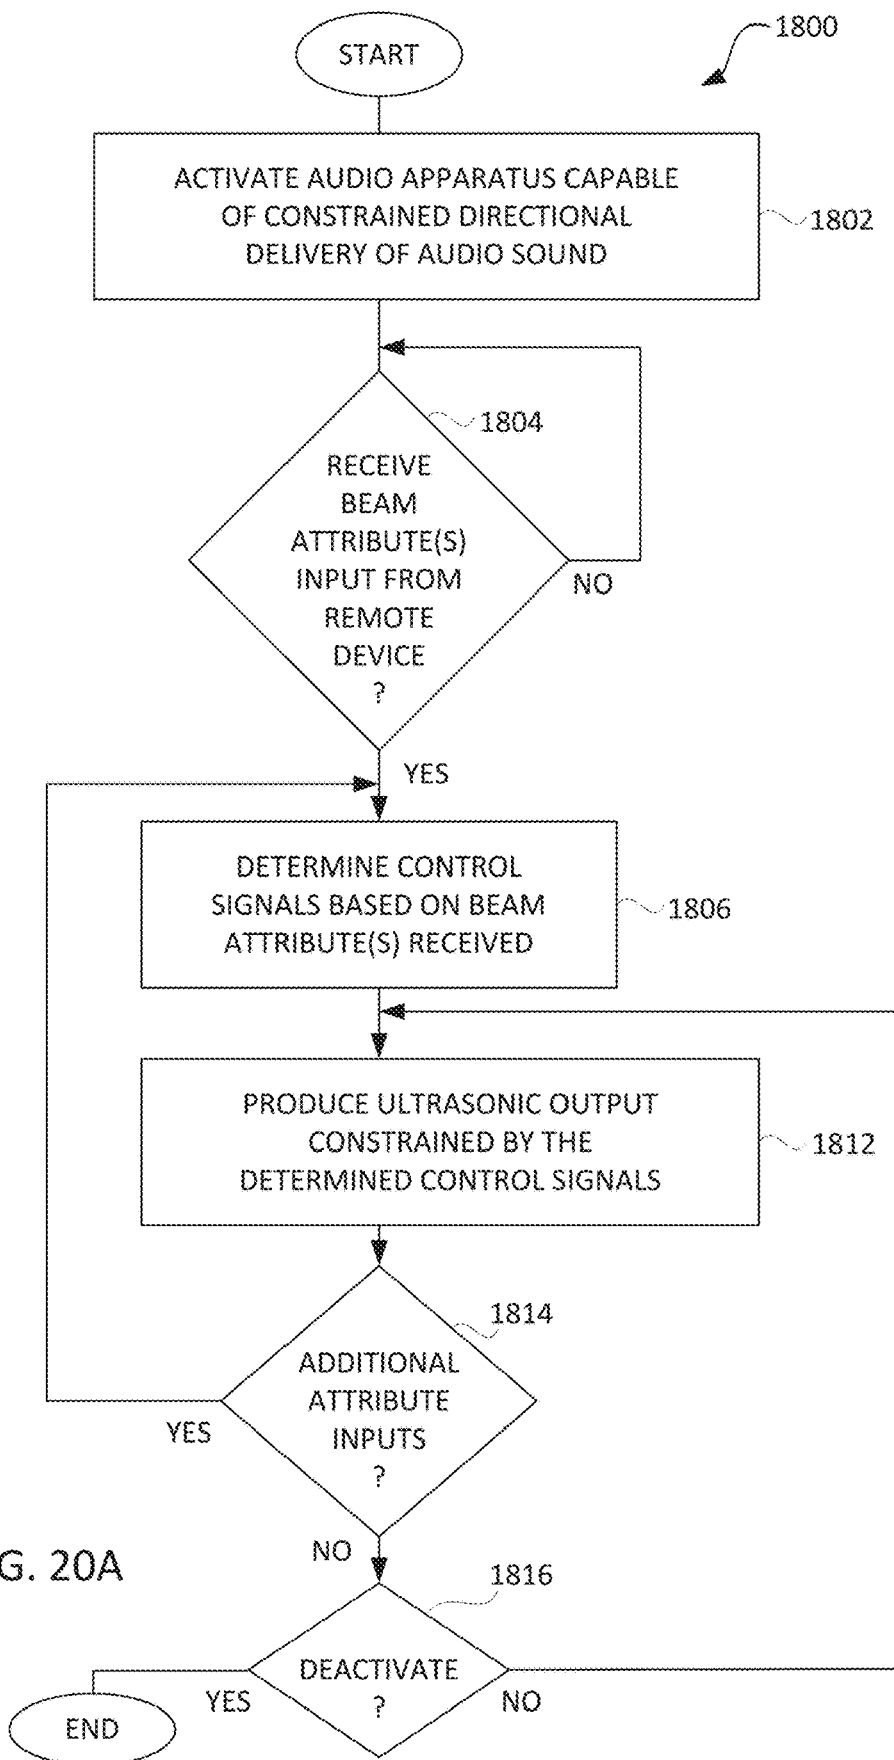 1800
START
ACTIVATE AUDIO APPARATUS CAPABLE
OF CONSTRAINED DIRECTIONAL
DELIVERY OF AUDIO SOUND
1802
1804
RECEIVE
BEAM
ATTRIBUTE(S)
INPUT FROM
REMOTE
DEVICE
?
NO
YES
DETERMINE CONTROL
SIGNALS BASED ON BEAM
ATTRIBUTE(S) RECEIVED
1806
PRODUCE ULTRASONIC OUTPUT
CONSTRAINED BY THE
DETERMINED CONTROL SIGNALS
1812
1814
ADDITIONAL
ATTRIBUTE
INPUTS
?
YES
NO
G. 20A
1816
DEACTIVATE
?
YES
NO
END